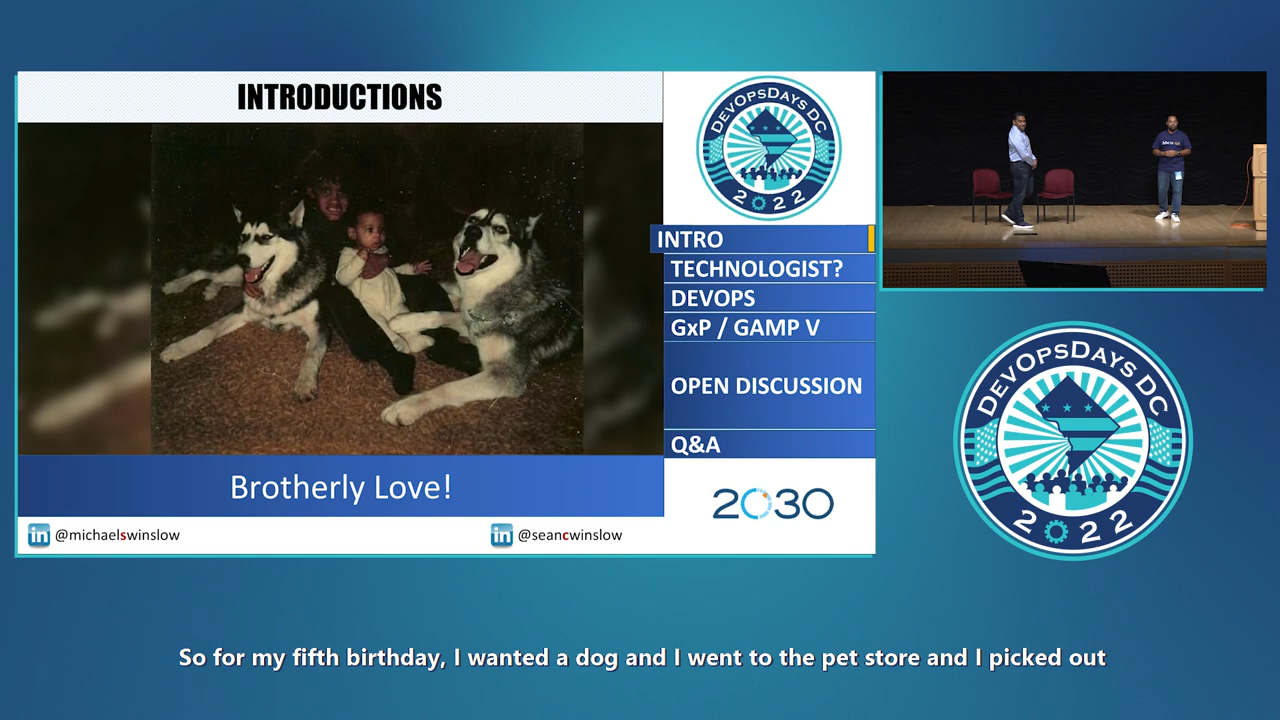 INTRODUCTIONS
Brotherly Love!
in @michaelswinslow
in @seancwinslow
DEVOPSDAYS DC
2022
INTRO
TECHNOLOGIST?
DEVOPS
GxP / GAMP V
OPEN DISCUSSION
Q&A
2030
DEVOPSDAYS DC
2022
So for my fifth birthday, I wanted a dog and I went to the pet store and I picked out